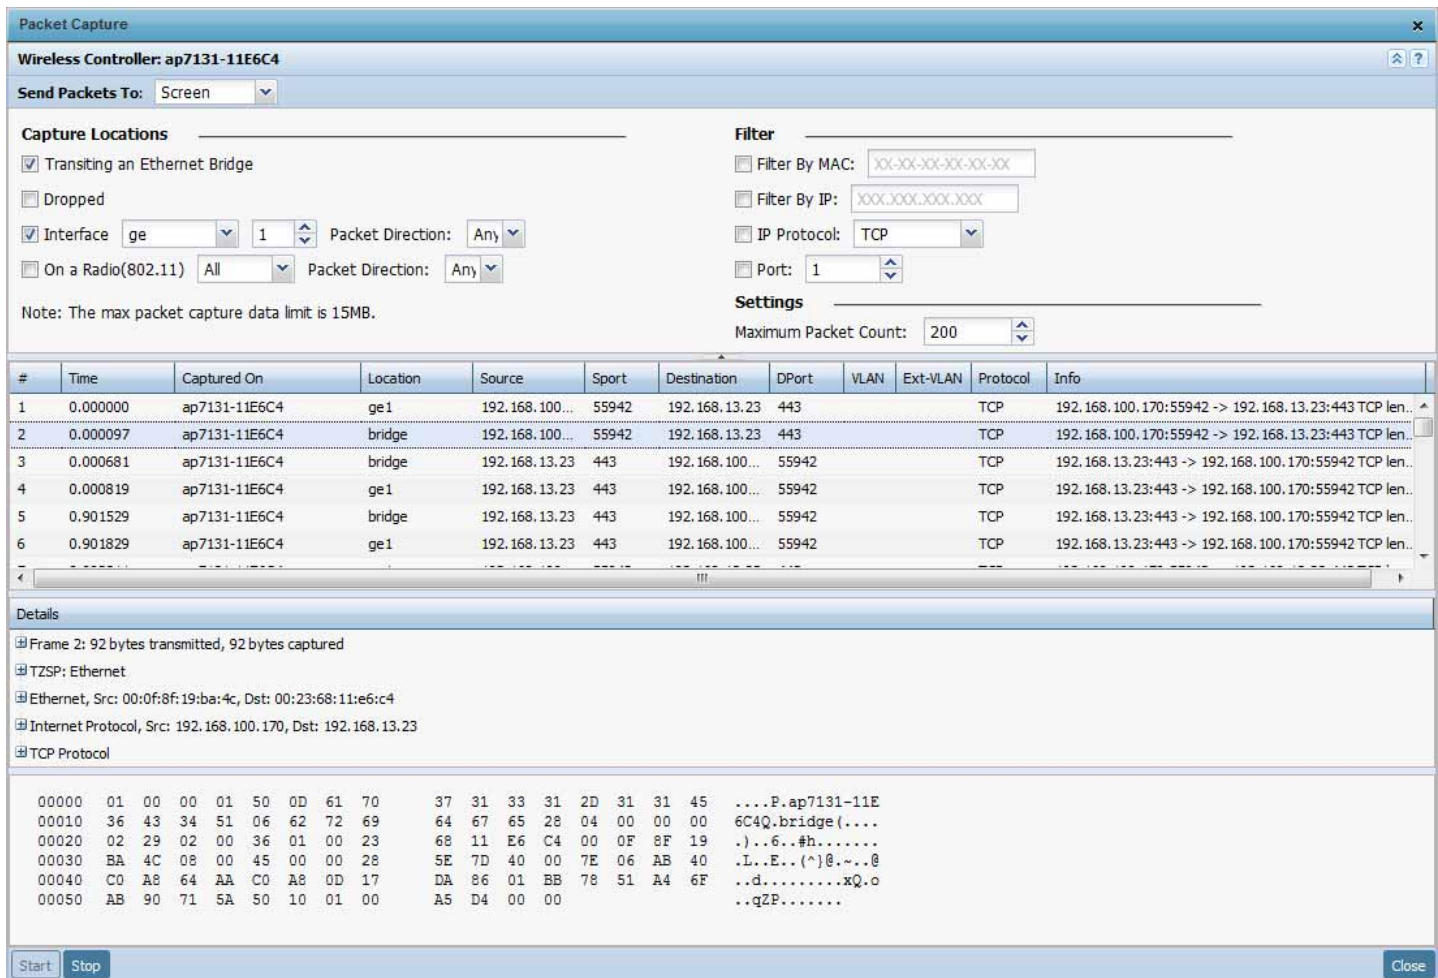 Packet Capture
Wireless Controller: ap7131-11E6C4
Send Packets To: Screen
Capture Locations
Transiting an Ethernet Bridge
Dropped
Interface ge 1 Packet Direction: Any
On a Radio(802.11) All Packet Direction: Any
Note: The max packet capture data limit is 15MB.
Filter
Filter By MAC: XX-XX-XX-XX-XX-XX
Filter By IP: XXX.XXX.XXX.XXX
IP Protocol: TCP
Port: 1
Settings
Maximum Packet Count: 200
# Time Captured On Location Source Sport Destination DPort VLAN Ext-VLAN Protocol Info
1 0.000000 ap7131-11E6C4 ge1 192.168.100... 55942 192.168.13.23 443 TCP 192.168.100.170:55942 -> 192.168.13.23:443 TCP len..
2 0.000097 ap7131-11E6C4 bridge 192.168.100... 55942 192.168.13.23 443 TCP 192.168.100.170:55942 -> 192.168.13.23:443 TCP len..
3 0.000681 ap7131-11E6C4 bridge 192.168.13.23 443 192.168.100... 55942 TCP 192.168.13.23:443 -> 192.168.100.170:55942 TCP len..
4 0.000819 ap7131-11E6C4 ge1 192.168.13.23 443 192.168.100... 55942 TCP 192.168.13.23:443 -> 192.168.100.170:55942 TCP len..
5 0.901529 ap7131-11E6C4 bridge 192.168.13.23 443 192.168.100... 55942 TCP 192.168.13.23:443 -> 192.168.100.170:55942 TCP len..
6 0.901829 ap7131-11E6C4 ge1 192.168.13.23 443 192.168.100... 55942 TCP 192.168.13.23:443 -> 192.168.100.170:55942 TCP len..
Details
Frame 2: 92 bytes transmitted, 92 bytes captured
TZSP: Ethernet
Ethernet, Src: 00:0f:8f:19:ba:4c, Dst: 00:23:68:11:e6:c4
Internet Protocol, Src: 192.168.100.170, Dst: 192.168.13.23
TCP Protocol
00000 01 00 00 01 50 0D 61 70 37 31 33 31 2D 31 31 45 ....P.ap7131-11E
00010 36 43 34 51 06 62 72 69 64 67 65 28 04 00 00 00 6C4Q.bridge(....
00020 02 29 02 00 36 01 00 23 68 11 E6 C4 00 0F 8F 19 .)..6..#h.......
00030 BA 4C 08 00 45 00 00 28 5E 7D 40 00 7E 06 AB 40 .L..E..(^}@.~..@
00040 C0 A8 64 AA C0 A8 0D 17 DA 86 01 BB 78 51 A4 6F ..d.........xQ.o
00050 AB 90 71 5A 50 10 01 00 A5 D4 00 00 ..qZP.......
Start Stop Close